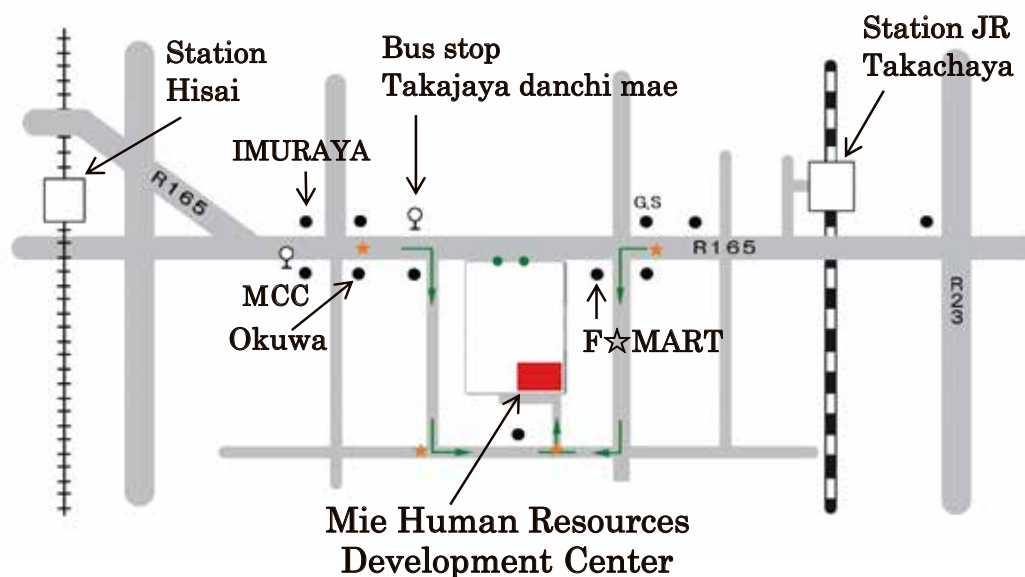 Station
Hisai
Bus stop
Takajaya danchi mae
Station JR
Takachaya
IMURAYA
R165
G,S
R165
MCC
Okuwa
F☆MART
R23
Mie Human Resources
Development Center